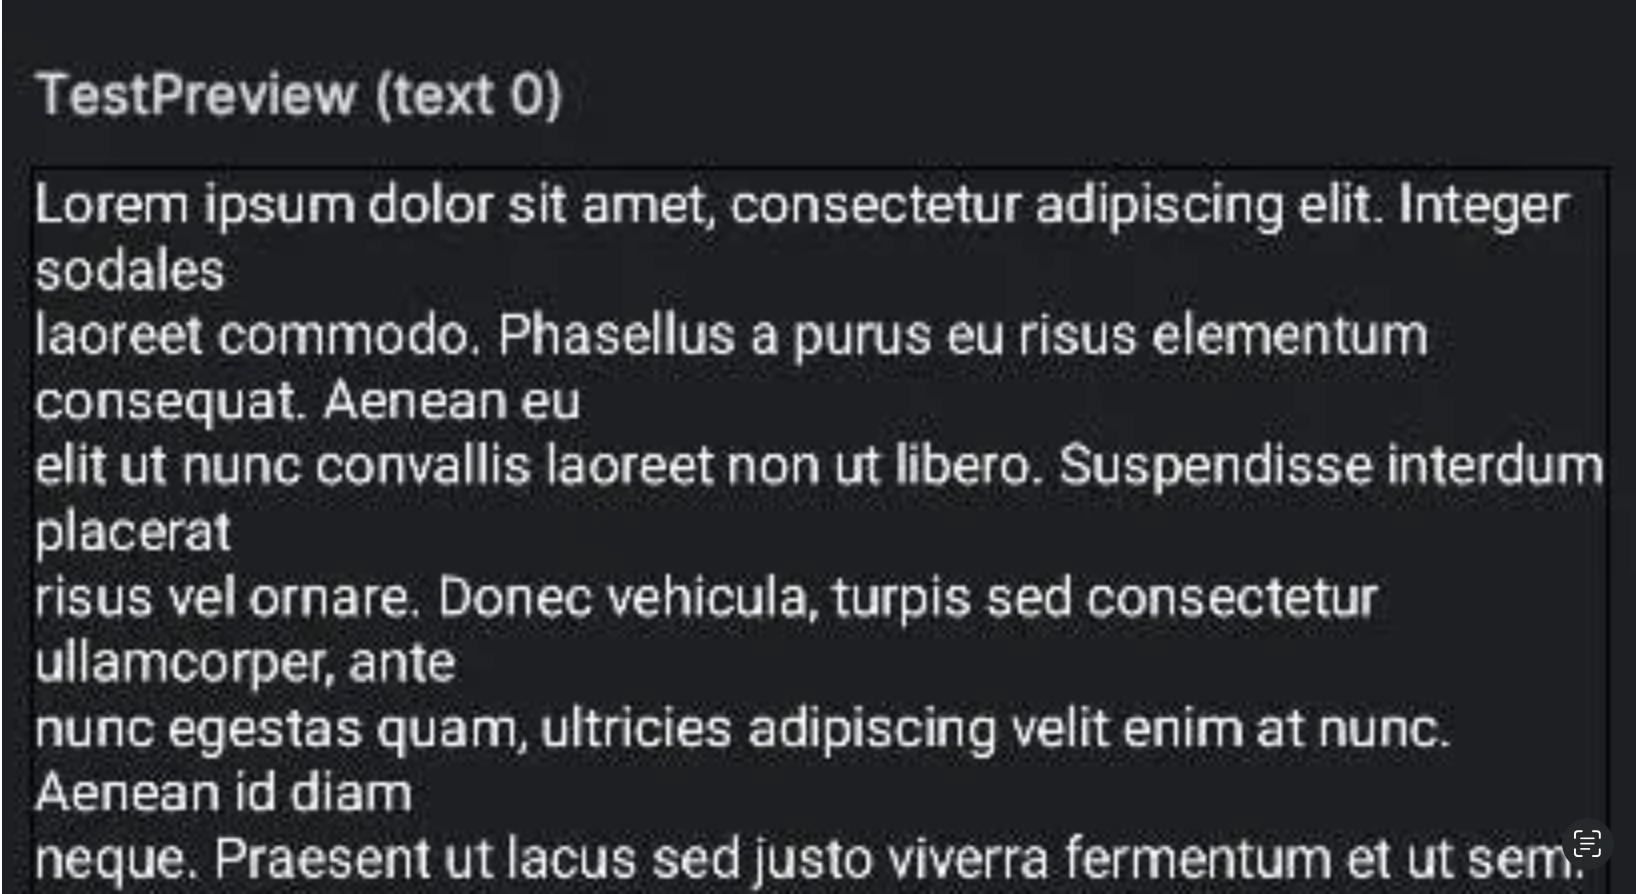 TestPreview (text 0)
Lorem ipsum dolor sit amet, consectetur adipiscing elit. Integer
sodales
laoreet commodo. Phasellus a purus eu risus elementum
consequat. Aenean eu
elit ut nunc convallis laoreet non ut libero. Suspendisse interdum
placerat
risus vel ornare. Donec vehicula, turpis sed consectetur
ullamcorper, ante
nunc egestas quam, ultricies adipiscing velit enim at nunc.
Aenean id diam
neque. Praesent ut lacus sed justo viverra fermentum et ut sem.